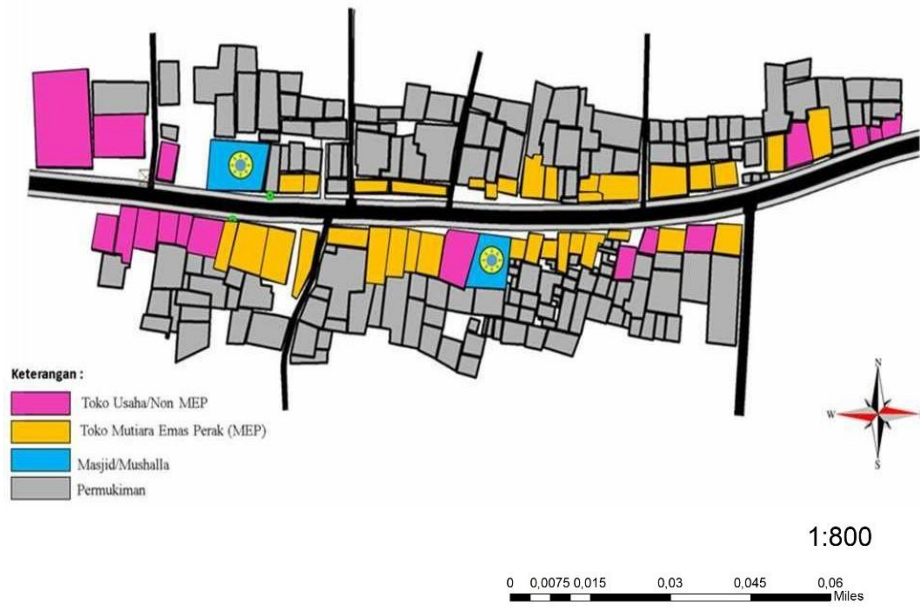 Keterangan :
Toko Usaha/Non MEP
Toko Mutiara Emas Perak (MEP)
Masjid/Mushalla
Permukiman
N
W
S
1:800
0 0,0075 0,015 0,03 0,045 0,06
Miles